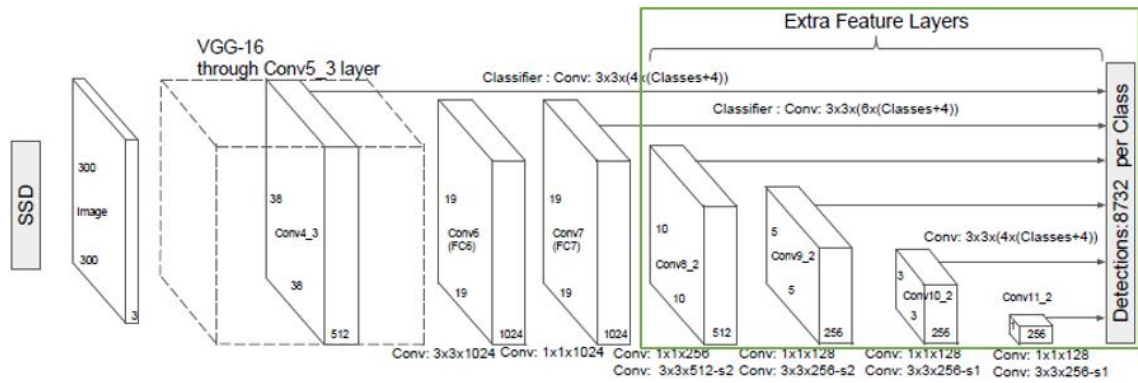 Extra Feature Layers
VGG-16
through Conv5_3 layer
Classifier : Conv: 3x3x(4x(Classes+4))
Classifier : Conv: 3x3x(6x(Classes+4))
SSD
300
Image
300
3
38
Conv4_3
38
512
19
Conv6
(FC6)
19
1024
19
Conv7
(FC7)
19
1024
10
Conv8_2
10
512
5
Conv9_2
5
256
Conv: 3x3x(4x(Classes+4))
3
Conv10_2
3
256
Conv11_2
1
256
Detections:8732 per Class
Conv: 3x3x1024
Conv: 1x1x1024
Conv: 1x1x256
Conv: 3x3x512-s2
Conv: 1x1x128
Conv: 3x3x256-s2
Conv: 1x1x128
Conv: 3x3x256-s1
Conv: 1x1x128
Conv: 3x3x256-s1